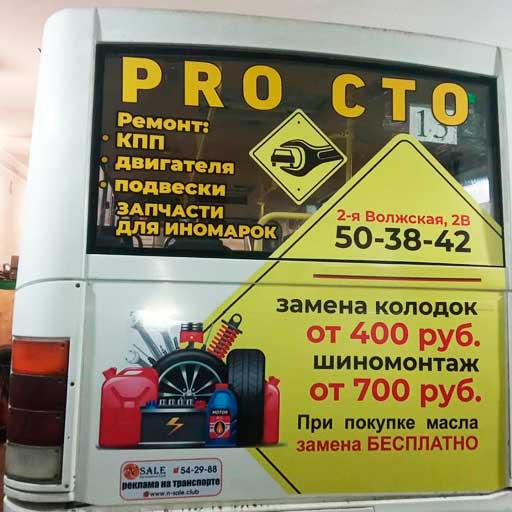 PRO СТО
13
Ремонт:
• КПП
• двигателя
• подвески
ЗАПЧАСТИ
ДЛЯ ИНОМАРОК
2-я Волжская, 2В
50-38-42
замена колодок
от 400 руб.
шиномонтаж
от 700 руб.
При покупке масла
замена БЕСПЛАТНО
MOTOR
N SALE 54-29-88
реклама на транспорте
www.n-sale.club